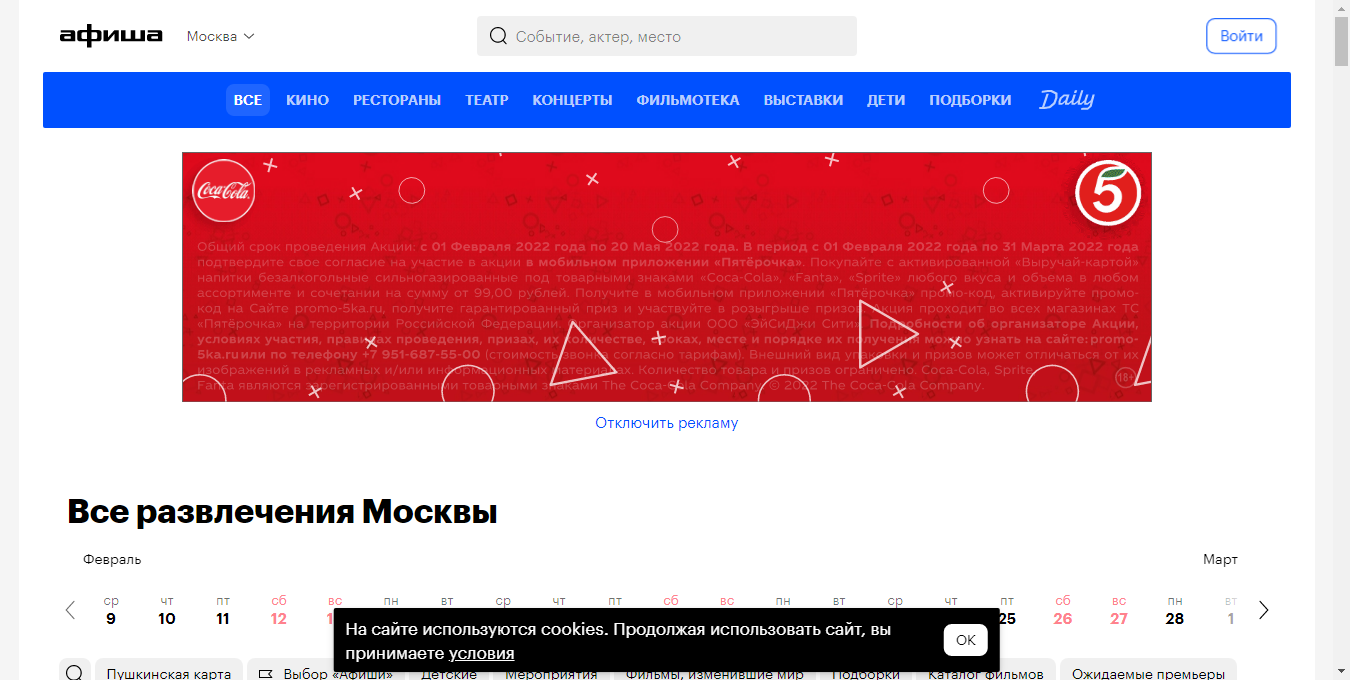 афиша
Москва
Событие, актер, место
Войти
ВСЕ КИНО РЕСТОРАНЫ ТЕАТР КОНЦЕРТЫ ФИЛЬМОТЕКА ВЫСТАВКИ ДЕТИ ПОДБОРКИ Daily
Coca-Cola
5
Общий срок проведения Акции: с 01 Февраля 2022 года по 20 Мая 2022 года. В период с 01 Февраля 2022 года по 31 Марта 2022 года
подтвердите свое согласие на участие в акции в мобильном приложении «Пятёрочка». Покупайте с активированной «Выручай-картой»
напитки безалкогольные сильногазированные под товарными знаками «Coca-Cola», «Fanta», «Sprite» любого вкуса и объема в любом
ассортименте и сочетании на сумму от 99,00 рублей. Получите в мобильном приложении «Пятёрочка» промо-код, активируйте промо-
код на Сайте promo-5ka.ru, получите гарантированный приз и участвуйте в розыгрыше призов. Акция проходит во всех магазинах ТС
«Пятёрочка» на территории Российской Федерации. Организатор акции ООО «ЭйСиДжи Сити». Подробности об организаторе Акции,
условиях участия, правилах проведения, призах, их количестве, сроках, месте и порядке их получения можно узнать на сайте: promo-
5ka.ru или по телефону +7 951-687-55-00 (стоимость звонка согласно тарифам). Внешний вид упаковки и призов может отличаться от их
изображений в рекламных и/или информационных материалах. Количество товара и призов ограничено. Coca-Cola, Sprite,
Fanta являются зарегистрированными товарными знаками The Coca-Cola Company. © 2022 The Coca-Cola Company.
18+
Отключить рекламу
Все развлечения Москвы
Февраль Март
ср чт пт сб вс пн вт ср чт пт сб вс пн вт ср чт пт сб вс пн вт
9 10 11 12 25 26 27 28 1
На сайте используются cookies. Продолжая использовать сайт, вы
принимаете условия
ОК
Пушкинская карта Выбор «Афиши» Детские Мероприятия Фильмы, изменившие мир Подборки Каталог фильмов Ожидаемые премьеры